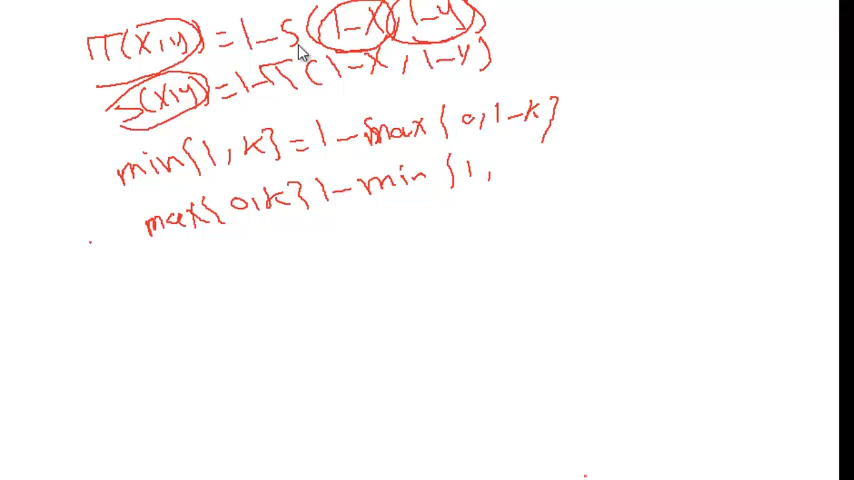 π(x,y) = 1-S(1-x, 1-y)
S(x,y) = 1-π(1-x, 1-y)
min{1, k} = 1-max{0, 1-k}
max{0, k} 1-min{1,